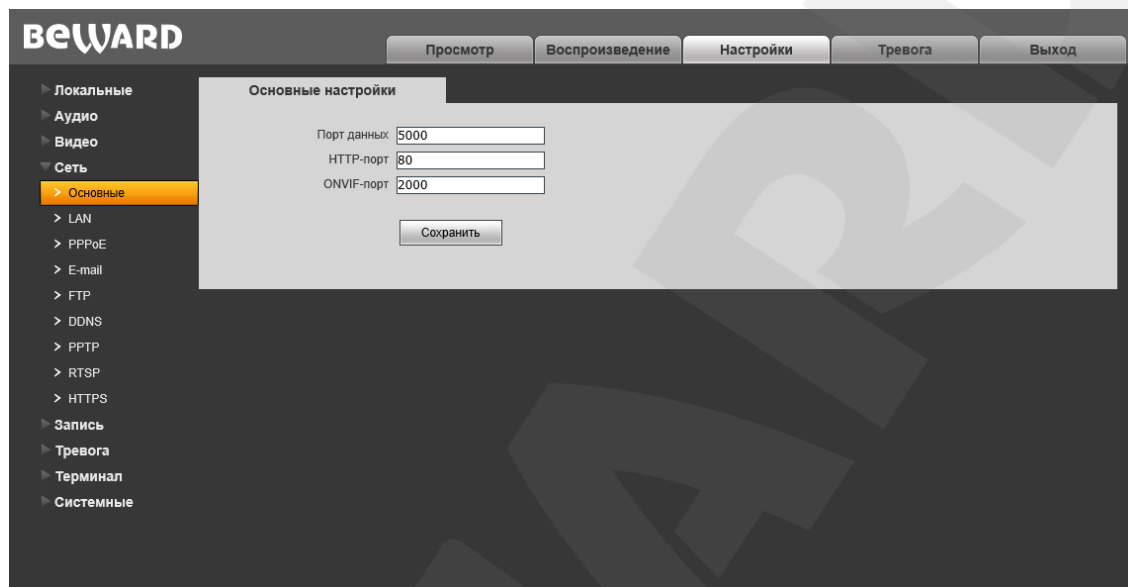 BEWARD
Просмотр
Воспроизведение
Настройки
Тревога
Выход
Локальные
Аудио
Видео
Сеть
Основные
LAN
PPPoE
E-mail
FTP
DDNS
PPTP
RTSP
HTTPS
Запись
Тревога
Терминал
Системные
Основные настройки
Порт данных 5000
HTTP-порт 80
ONVIF-порт 2000
Сохранить